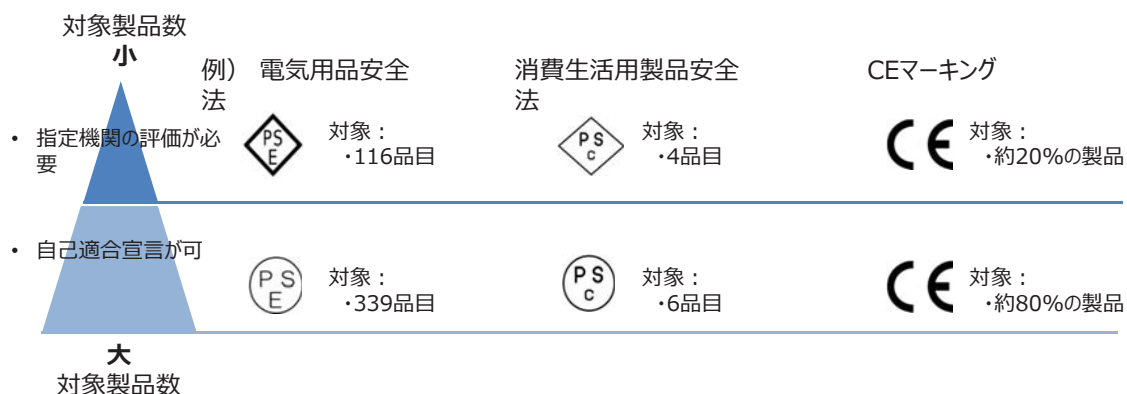 対象製品数
小
例） 電気用品安全
法
消費生活用製品安全
法
CEマーキング
• 指定機関の評価が必
要
PS
E
対象：
・116品目
PS
c
対象：
・4品目
CE
対象：
・約20%の製品
• 自己適合宣言が可
PS
E
対象：
・339品目
PS
c
対象：
・6品目
CE
対象：
・約80%の製品
大
対象製品数